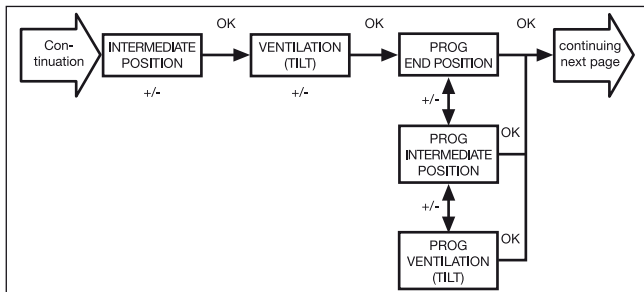 Con-
tinuation
INTERMEDIATE
POSITION
+/-
OK
VENTILATION
(TILT)
+/-
OK
PROG
END POSITION
OK
continuing
next page
+/-
PROG
INTERMEDIATE
POSITION
OK
+/-
PROG
VENTILATION
(TILT)
OK